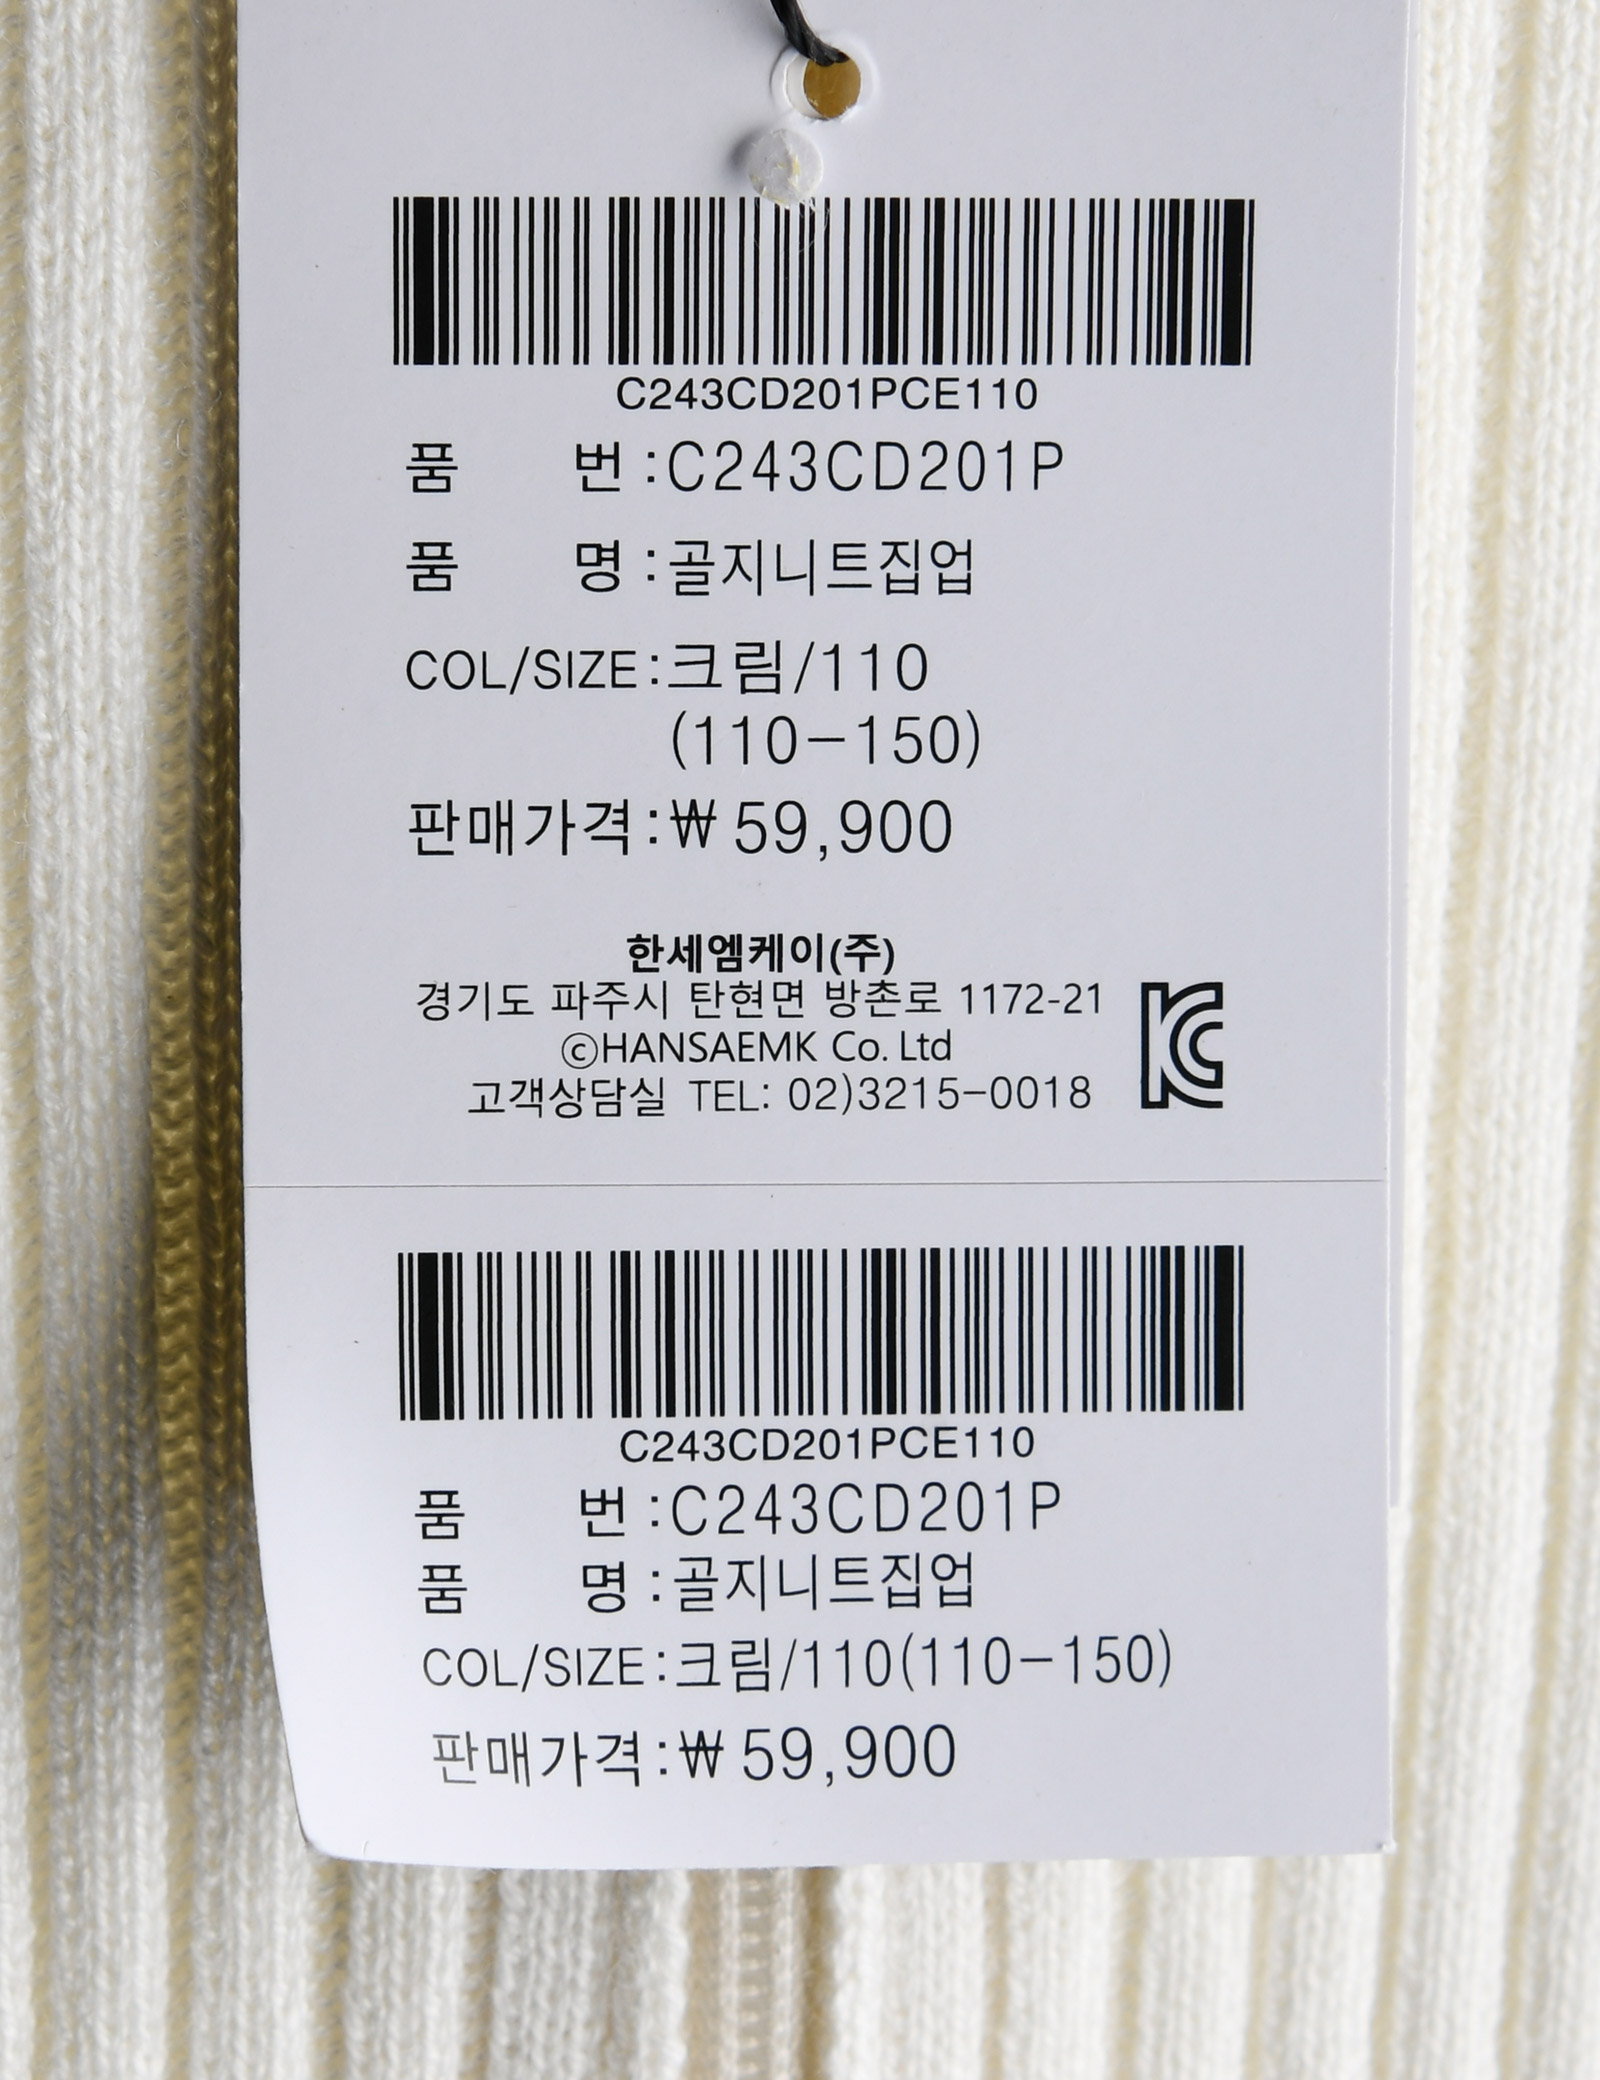 C243CD201PCE110
품 번 :C243CD201P
품 명 :골지니트집업
COL/SIZE:크림/110
(110-150)
판매가격:₩ 59,900
한세엠케이(주)
경기도 파주시 탄현면 방촌로 1172-21
ⓒHANSAEMK Co. Ltd
고객상담실 TEL: 02)3215-0018
C243CD201PCE110
품 번 :C243CD201P
품 명 :골지니트집업
COL/SIZE:크림/110(110-150)
판매가격:₩ 59,900